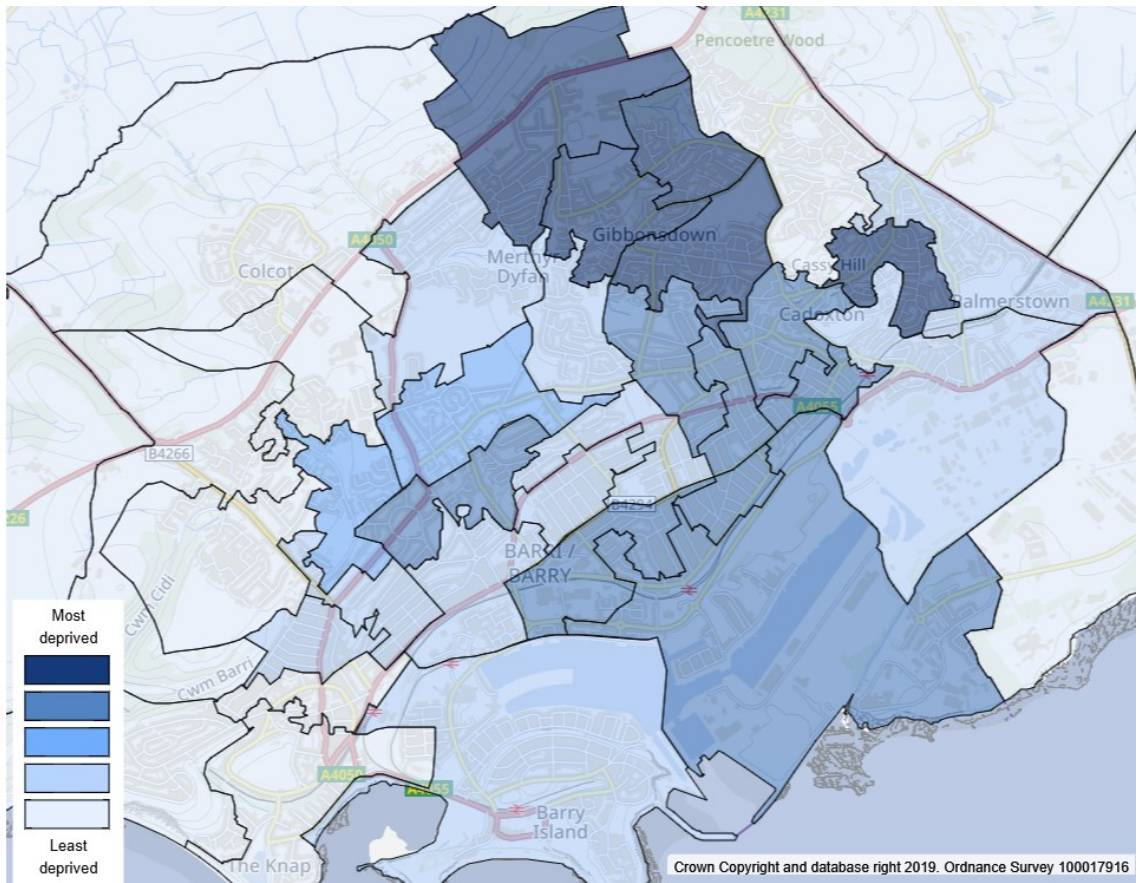 A4231
Pencoetre Wood
Gibbonsdown
A4050
Merthyr
Dyfan
Colcot
Cassy Hill
Cadoxton
Palmerstown
A4231
A4055
B4266
B4294
BARRI /
BARRY
Cwm Cidi
Cwm Barri
Most
deprived
Least
deprived
A4050
A4055
Barry
Island
The Knap
Crown Copyright and database right 2019. Ordnance Survey 100017916